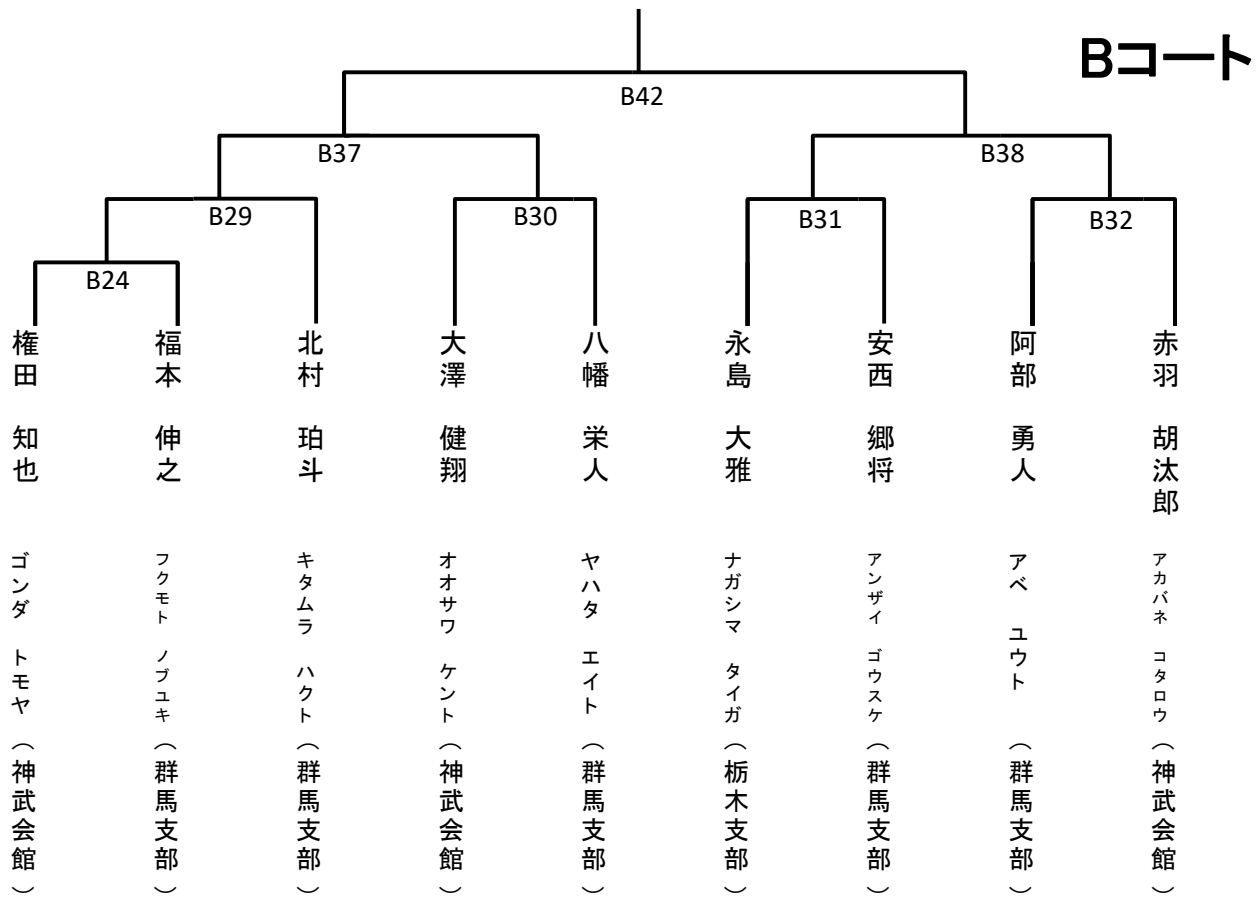 Bコート
B42
B37
B38
B29
B30
B31
B32
B24
権田 知也 ゴンダ トモヤ (神武会館)
福本 伸之 フクモト ノブユキ (群馬支部)
北村 珀斗 キタムラ ハクト (群馬支部)
大澤 健翔 オオサワ ケント (神武会館)
八幡 栄人 ヤハタ エイト (群馬支部)
永島 大雅 ナガシマ タイガ (栃木支部)
安西 郷将 アンザイ ゴウスケ (群馬支部)
阿部 勇人 アベ ユウト (群馬支部)
赤羽 胡汰郎 アカバネ コタロウ (神武会館)